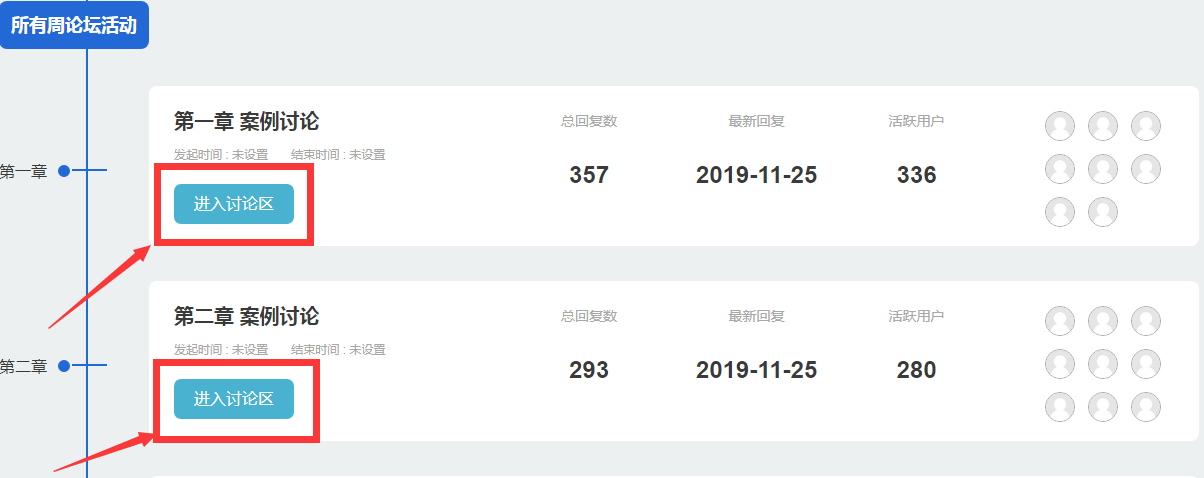 所有周论坛活动
第一章 案例讨论
总回复数 最新回复 活跃用户
发起时间 : 未设置 结束时间 : 未设置
第一章
357 2019-11-25 336
进入讨论区
第二章 案例讨论
总回复数 最新回复 活跃用户
发起时间 : 未设置 结束时间 : 未设置
第二章
293 2019-11-25 280
进入讨论区